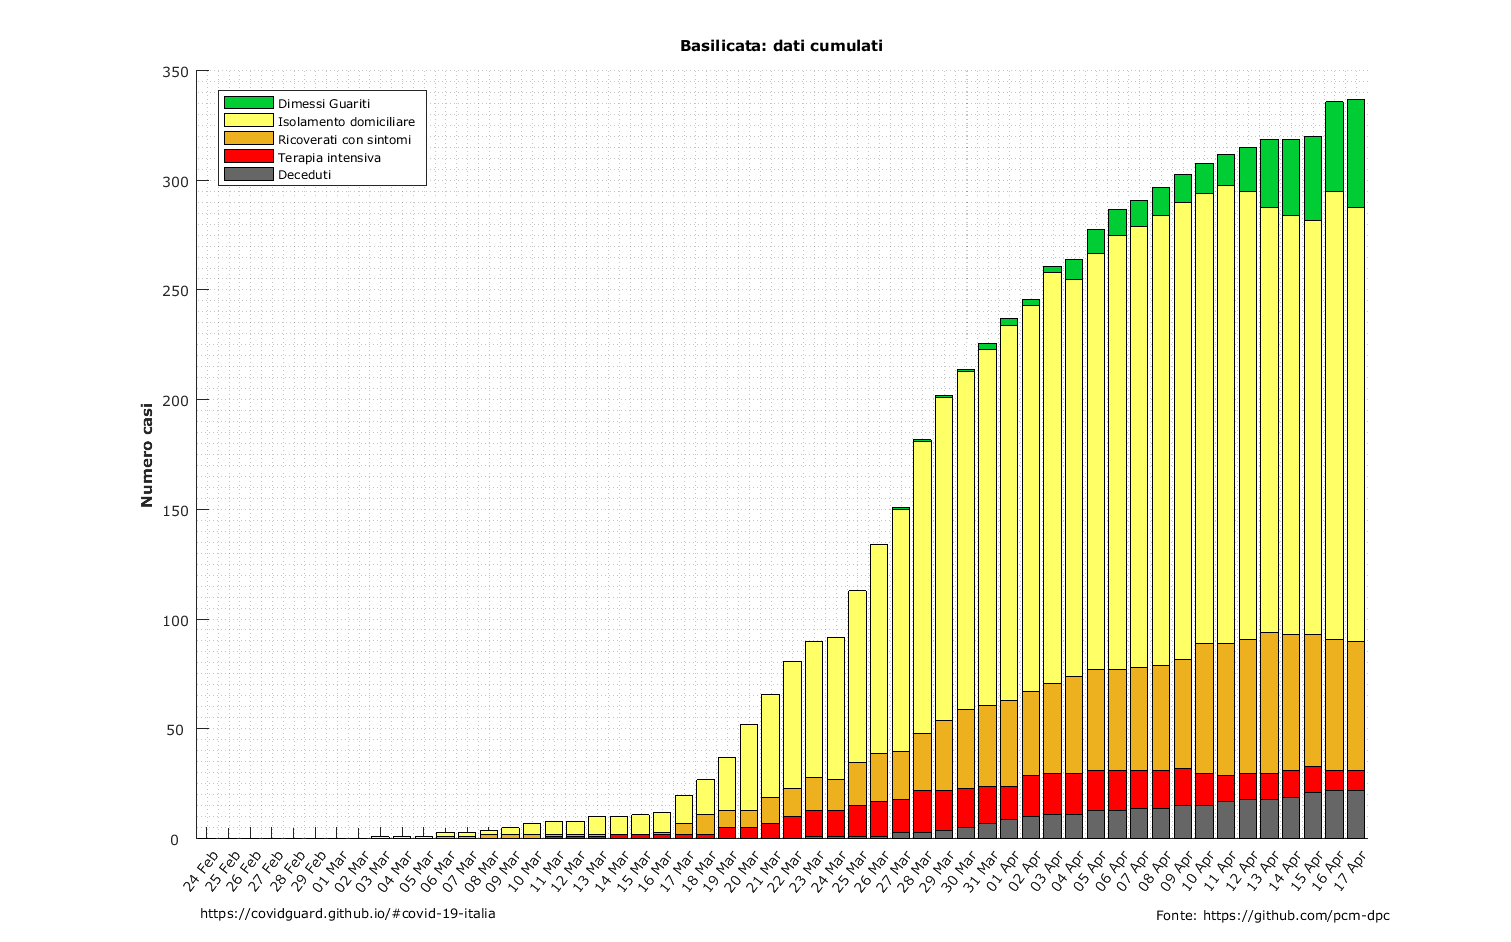 Basilicata: dati cumulati
350
300
250
200
150
100
50
0
Numero casi
Dimessi Guariti
Isolamento domiciliare
Ricoverati con sintomi
Terapia intensiva
Deceduti
24 Feb
25 Feb
26 Feb
27 Feb
28 Feb
29 Feb
01 Mar
02 Mar
03 Mar
04 Mar
05 Mar
06 Mar
07 Mar
08 Mar
09 Mar
10 Mar
11 Mar
12 Mar
13 Mar
14 Mar
15 Mar
16 Mar
17 Mar
18 Mar
19 Mar
20 Mar
21 Mar
22 Mar
23 Mar
24 Mar
25 Mar
26 Mar
27 Mar
28 Mar
29 Mar
30 Mar
31 Mar
01 Apr
02 Apr
03 Apr
04 Apr
05 Apr
06 Apr
07 Apr
08 Apr
09 Apr
10 Apr
11 Apr
12 Apr
13 Apr
14 Apr
15 Apr
16 Apr
17 Apr
https://covidguard.github.io/#covid-19-italia
Fonte: https://github.com/pcm-dpc